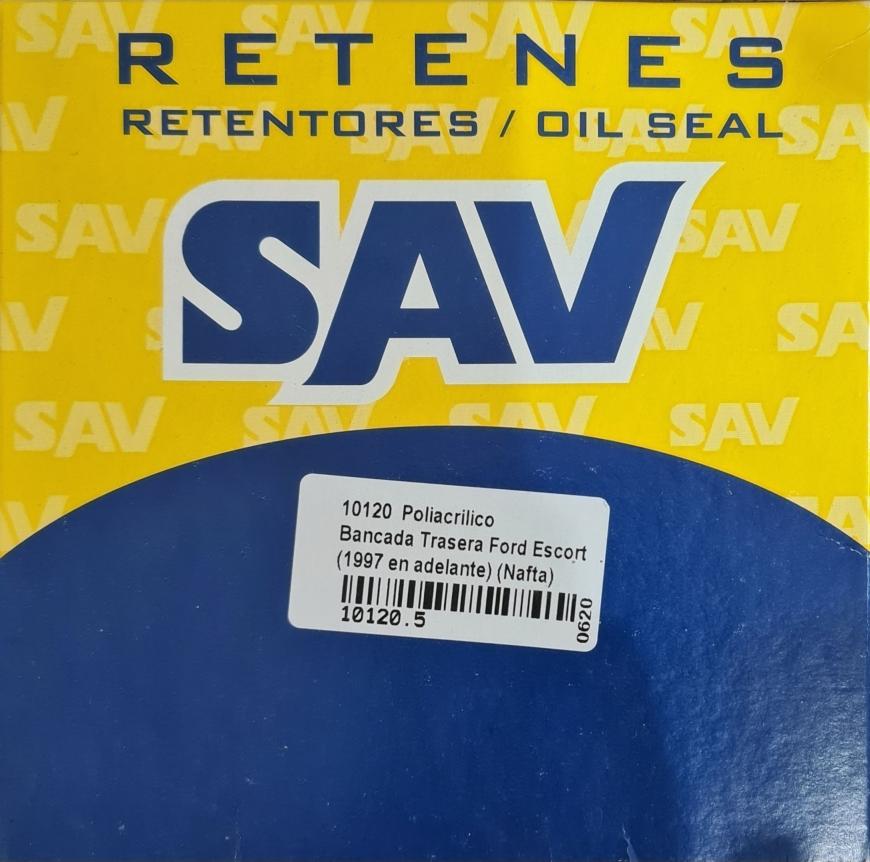 RETENES
RETENTORES / OIL SEAL
SAV
10120 Poliacrilico
Bancada Trasera Ford Escort
(1997 en adelante) (Nafta)
10120.5
0620